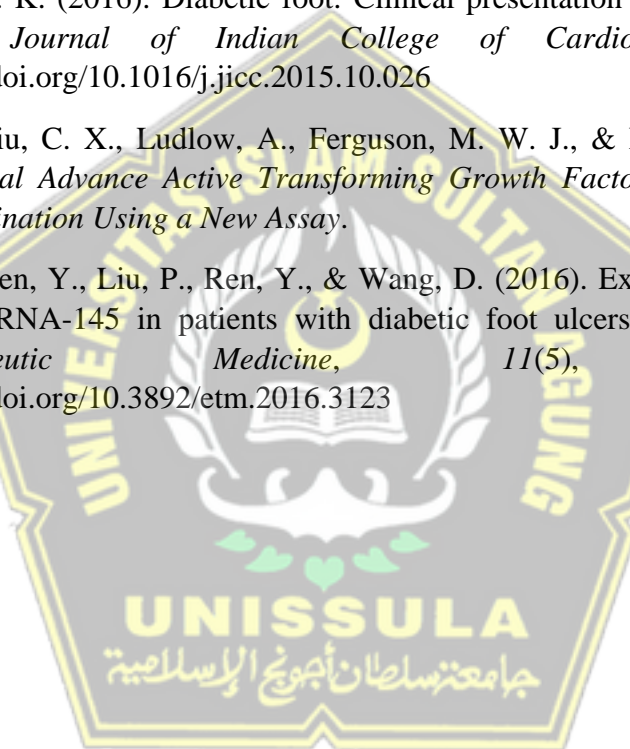 . K. (2016). Diabetic foot: Clinical presentation
Journal of Indian College of Cardio
doi.org/10.1016/j.jicc.2015.10.026
iu, C. X., Ludlow, A., Ferguson, M. W. J., &
al Advance Active Transforming Growth Facto
ination Using a New Assay.
en, Y., Liu, P., Ren, Y., & Wang, D. (2016). Ex
RNA-145 in patients with diabetic foot ulcers
eutic Medicine, 11(5),
doi.org/10.3892/etm.2016.3123
UNIVERSITAS ISLAM SULTAN AGUNG
UNISSULA
جامعة سلطان أجونج الإسلامية